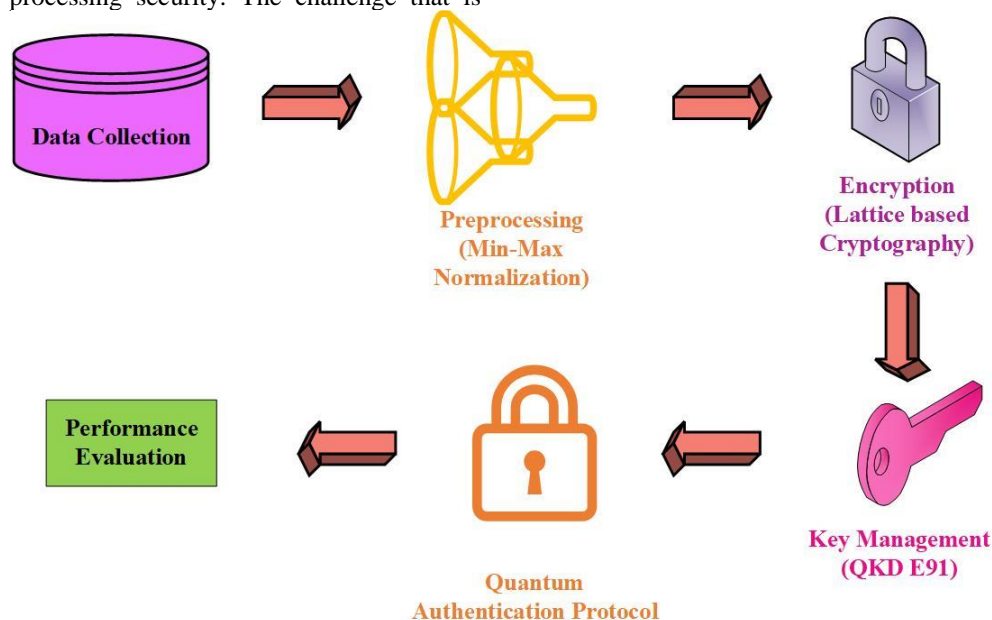 processing security. The challenge that is
Data Collection
Preprocessing
(Min-Max
Normalization)
Encryption
(Lattice based
Cryptography)
Key Management
(QKD E91)
Quantum
Authentication Protocol
Performance
Evaluation